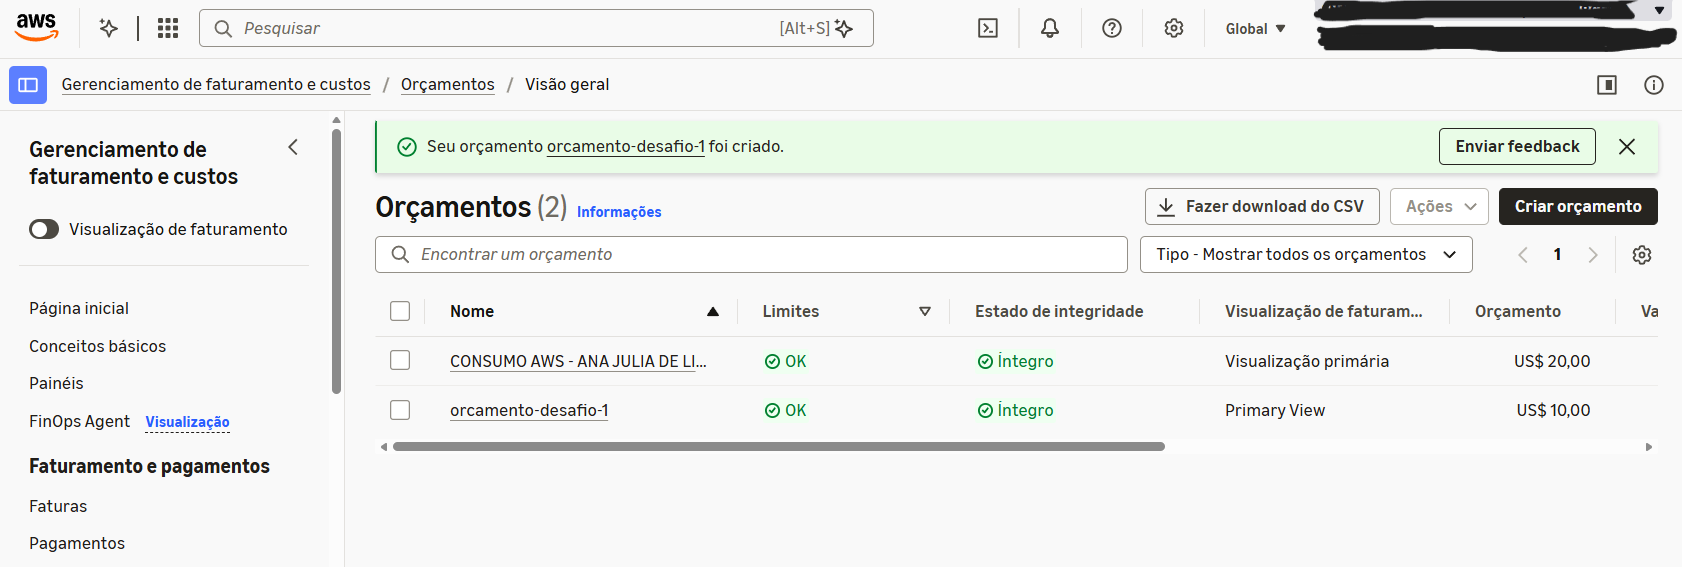 aws
Pesquisar [Alt+S]
Global
Gerenciamento de faturamento e custos / Orçamentos / Visão geral
Gerenciamento de
faturamento e custos
Visualização de faturamento
Página inicial
Conceitos básicos
Painéis
FinOps Agent Visualização
Faturamento e pagamentos
Faturas
Pagamentos
Seu orçamento orcamento-desafio-1 foi criado.
Enviar feedback
Orçamentos (2) Informações
Fazer download do CSV
Ações
Criar orçamento
Encontrar um orçamento
Tipo - Mostrar todos os orçamentos
1
Nome Limites Estado de integridade Visualização de faturam... Orçamento Va
CONSUMO AWS - ANA JULIA DE LI... OK Íntegro Visualização primária US$ 20,00
orcamento-desafio-1 OK Íntegro Primary View US$ 10,00